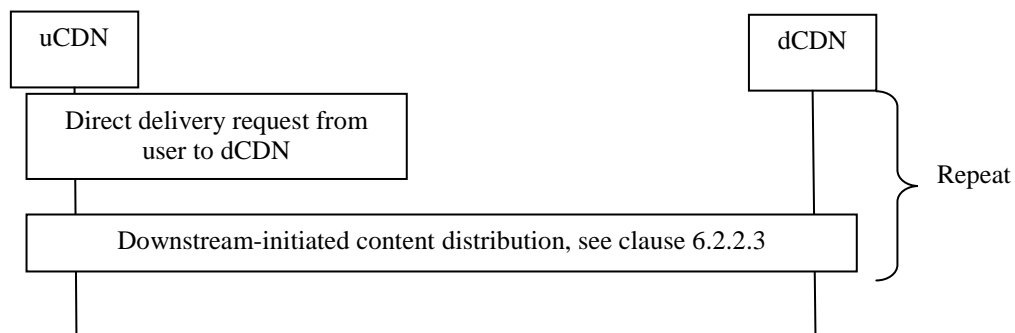 uCDN
dCDN
Direct delivery request from
user to dCDN
Repeat
Downstream-initiated content distribution, see clause 6.2.2.3